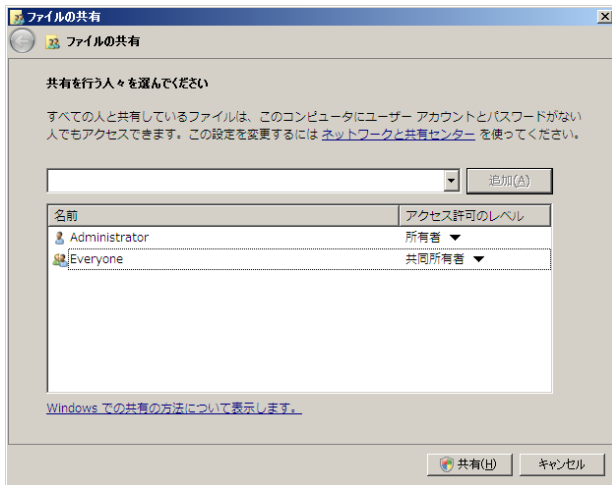 ファイルの共有
ファイルの共有
共有を行う人々を選んでください
すべての人と共有しているファイルは、このコンピュータにユーザー アカウントとパスワードがない
人でもアクセスできます。この設定を変更するには ネットワークと共有センター を使ってください。
追加(A)
名前 アクセス許可のレベル
Administrator 所有者 ▼
Everyone 共同所有者 ▼
Windows での共有の方法について表示します。
共有(H) キャンセル